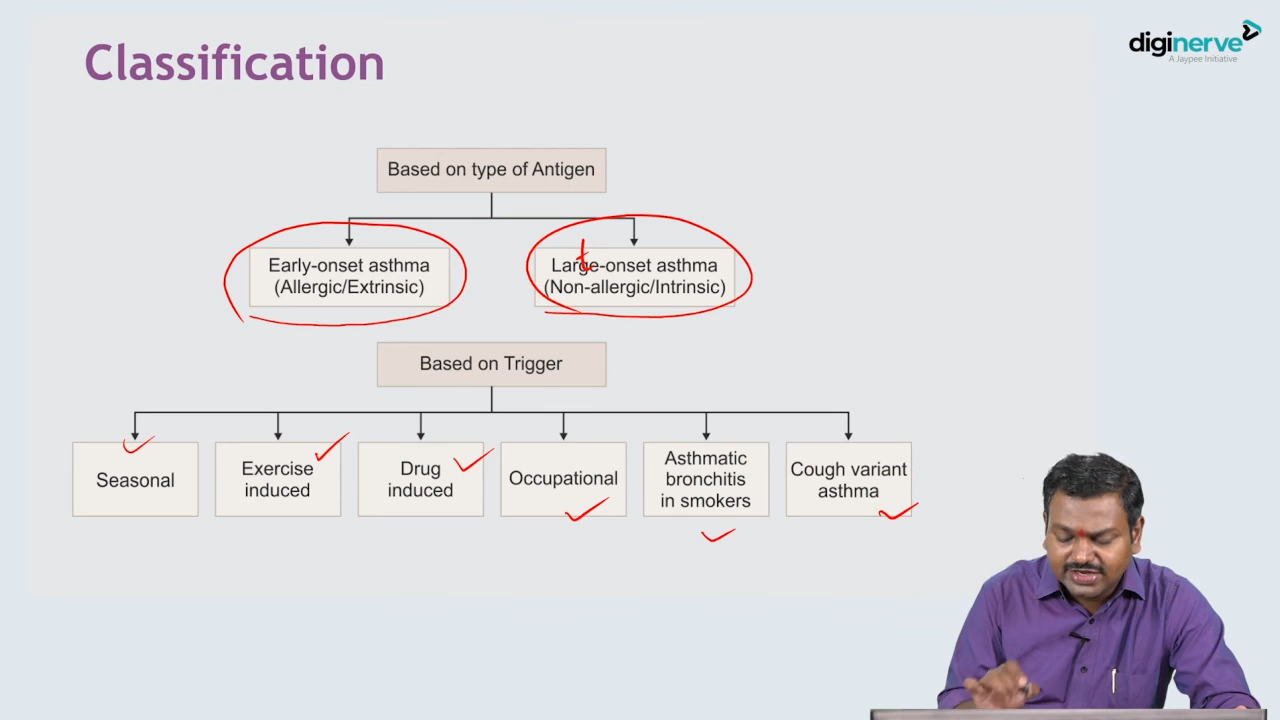 Classification
diginerve
A Jaypee Initiative
Based on type of Antigen
Early-onset asthma
(Allergic/Extrinsic)
Large-onset asthma
(Non-allergic/Intrinsic)
t
Based on Trigger
Seasonal
Exercise
induced
Drug
induced
Occupational
Asthmatic
bronchitis
in smokers
Cough variant
asthma